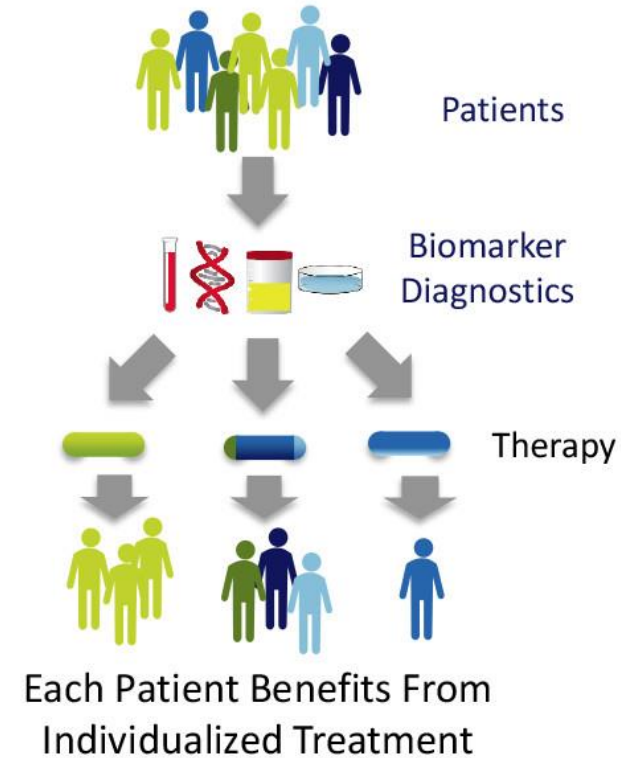 Patients
Biomarker
Diagnostics
Therapy
Each Patient Benefits From
Individualized Treatment